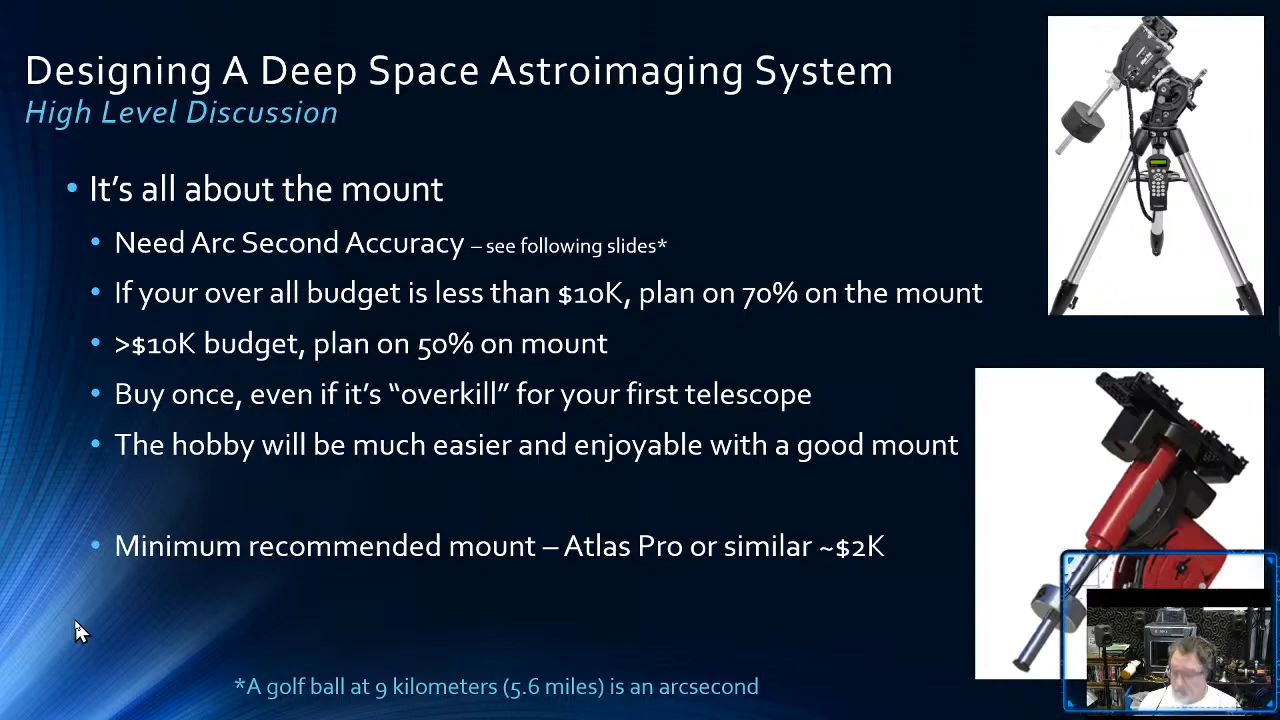 Designing A Deep Space Astroimaging System
High Level Discussion
• It's all about the mount
• Need Arc Second Accuracy – see following slides*
• If your over all budget is less than $10K, plan on 70% on the mount
• >$10K budget, plan on 50% on mount
• Buy once, even if it's “overkill” for your first telescope
• The hobby will be much easier and enjoyable with a good mount
• Minimum recommended mount – Atlas Pro or similar ~$2K
*A golf ball at 9 kilometers (5.6 miles) is an arcsecond